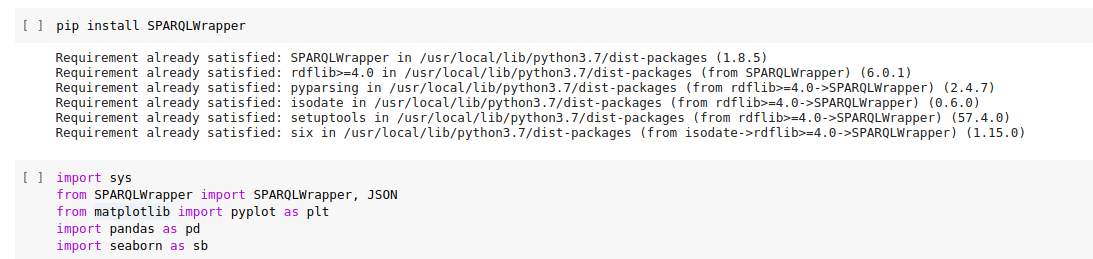 [ ] pip install SPARQLWrapper
Requirement already satisfied: SPARQLWrapper in /usr/local/lib/python3.7/dist-packages (1.8.5)
Requirement already satisfied: rdflib>=4.0 in /usr/local/lib/python3.7/dist-packages (from SPARQLWrapper) (6.0.1)
Requirement already satisfied: pyparsing in /usr/local/lib/python3.7/dist-packages (from rdflib>=4.0->SPARQLWrapper) (2.4.7)
Requirement already satisfied: isodate in /usr/local/lib/python3.7/dist-packages (from rdflib>=4.0->SPARQLWrapper) (0.6.0)
Requirement already satisfied: setuptools in /usr/local/lib/python3.7/dist-packages (from rdflib>=4.0->SPARQLWrapper) (57.4.0)
Requirement already satisfied: six in /usr/local/lib/python3.7/dist-packages (from isodate->rdflib>=4.0->SPARQLWrapper) (1.15.0)
[ ] import sys
from SPARQLWrapper import SPARQLWrapper, JSON
from matplotlib import pyplot as plt
import pandas as pd
import seaborn as sb